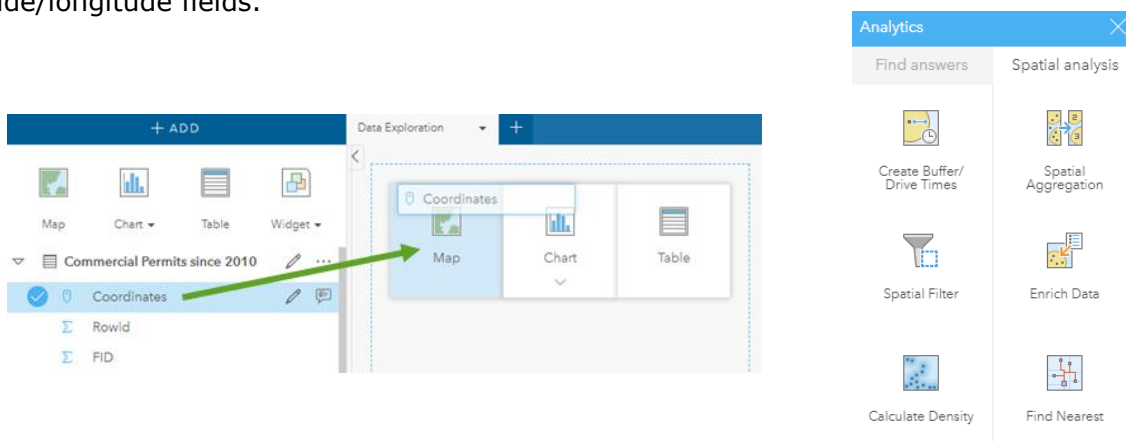 de/longitude fields.
+ ADD
Map
Chart
Table
Widget
Commercial Permits since 2010
Coordinates
RowId
FID
Data Exploration
+
Coordinates
Map
Chart
Table
Analytics
Find answers
Spatial analysis
Create Buffer/
Drive Times
Spatial
Aggregation
Spatial Filter
Enrich Data
Calculate Density
Find Nearest